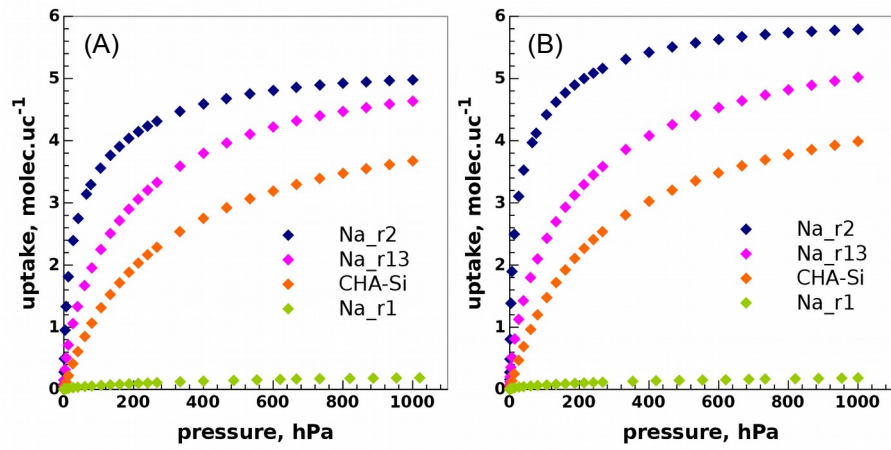 (A)
6
5
4
3
2
1
0
uptake, molec.uc⁻¹
0 200 400 600 800 1000
pressure, hPa
Na_r2
Na_r13
CHA-Si
Na_r1
(B)
6
5
4
3
2
1
0
uptake, molec.uc⁻¹
0 200 400 600 800 1000
pressure, hPa
Na_r2
Na_r13
CHA-Si
Na_r1